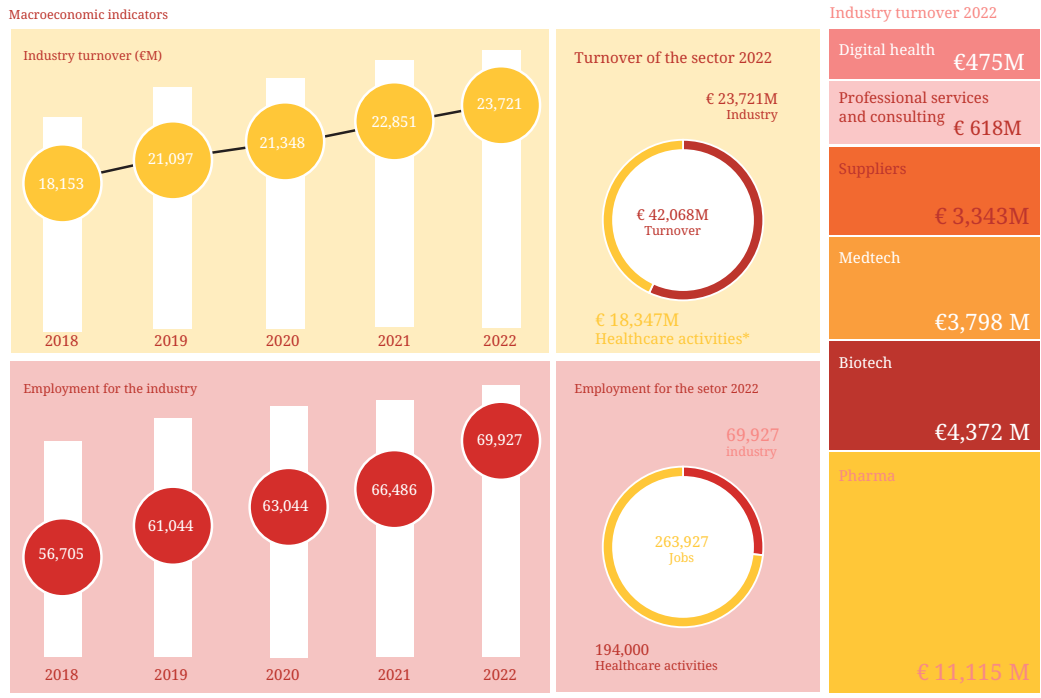 Macroeconomic indicators
Industry turnover (€M)
18,153
21,097
21,348
22,851
23,721
2018
2019
2020
2021
2022
Turnover of the sector 2022
€ 23,721M
Industry
€ 42,068M
Turnover
€ 18,347M
Healthcare activities*
Employment for the industry
56,705
61,044
63,044
66,486
69,927
2018
2019
2020
2021
2022
Employment for the setor 2022
69,927
industry
263,927
Jobs
194,000
Healthcare activities
Industry turnover 2022
Digital health
€475M
Professional services
and consulting
€ 618M
Suppliers
€ 3,343M
Medtech
€3,798 M
Biotech
€4,372 M
Pharma
€ 11,115 M